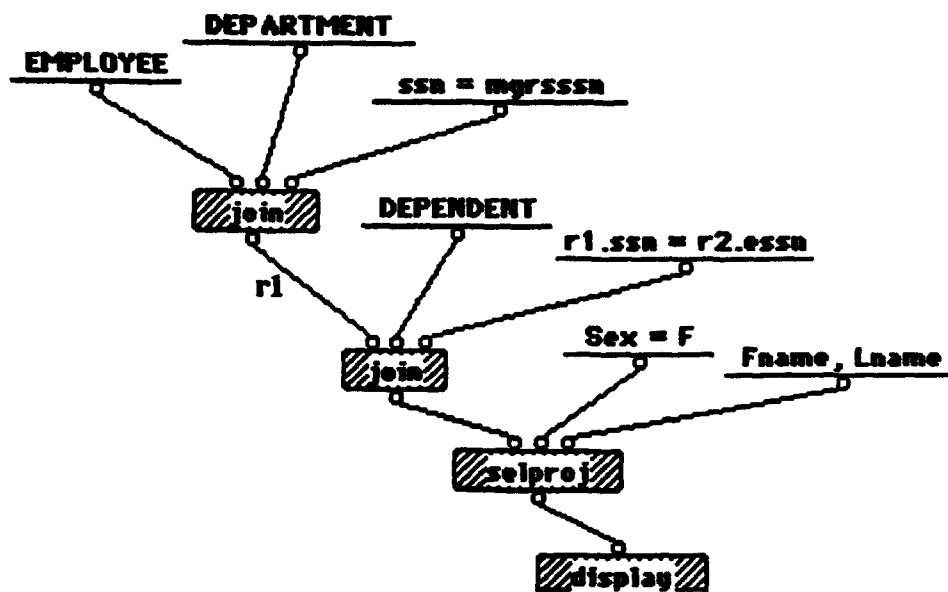 DEPARTMENT
EMPLOYEE
ssn = mgrsssn
join
DEPENDENT
r1.ssn = r2.essn
r1
Sex = F
join
Fname, Lname
selproj
display